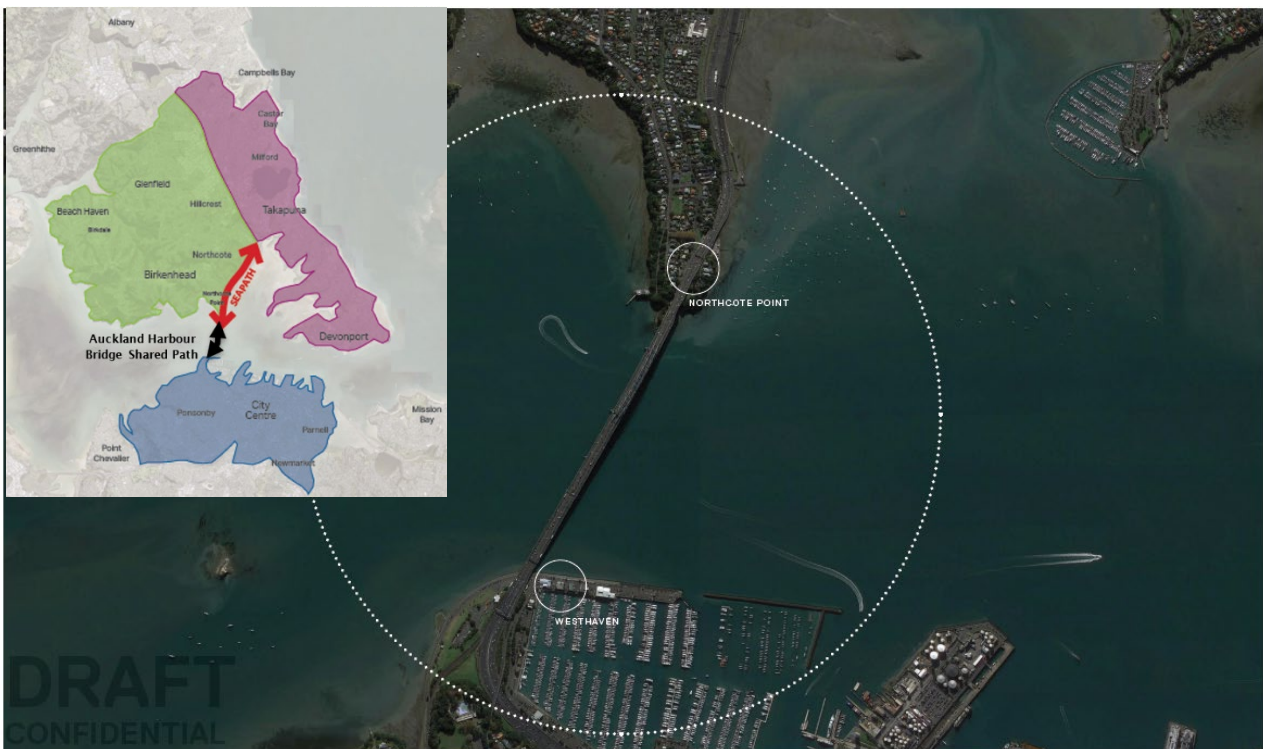 Albany
Campbells Bay
Castor
Bay
Greenhithe
Milford
Glenfield
Hillcrest
Beach Haven
Takapuna
Birkdale
Northcote
Birkenhead
Northcote
Point
SEAPATH
Devonport
Auckland Harbour
Bridge Shared Path
City
Centre
Ponsonby
Mission
Bay
Parnell
Point
Chevalier
Newmarket
NORTHCOTE POINT
WESTHAVEN
DRAFT
CONFIDENTIAL